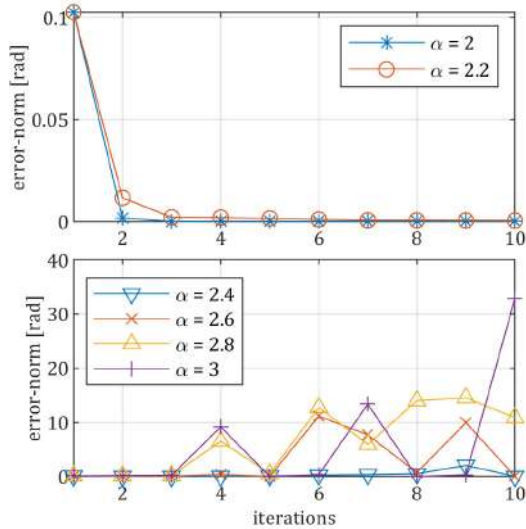 0.1
0.05
0
error-norm [rad]
α = 2
α = 2.2
2 4 6 8 10
40
30
20
10
0
error-norm [rad]
α = 2.4
α = 2.6
α = 2.8
α = 3
2 4 6 8 10
iterations